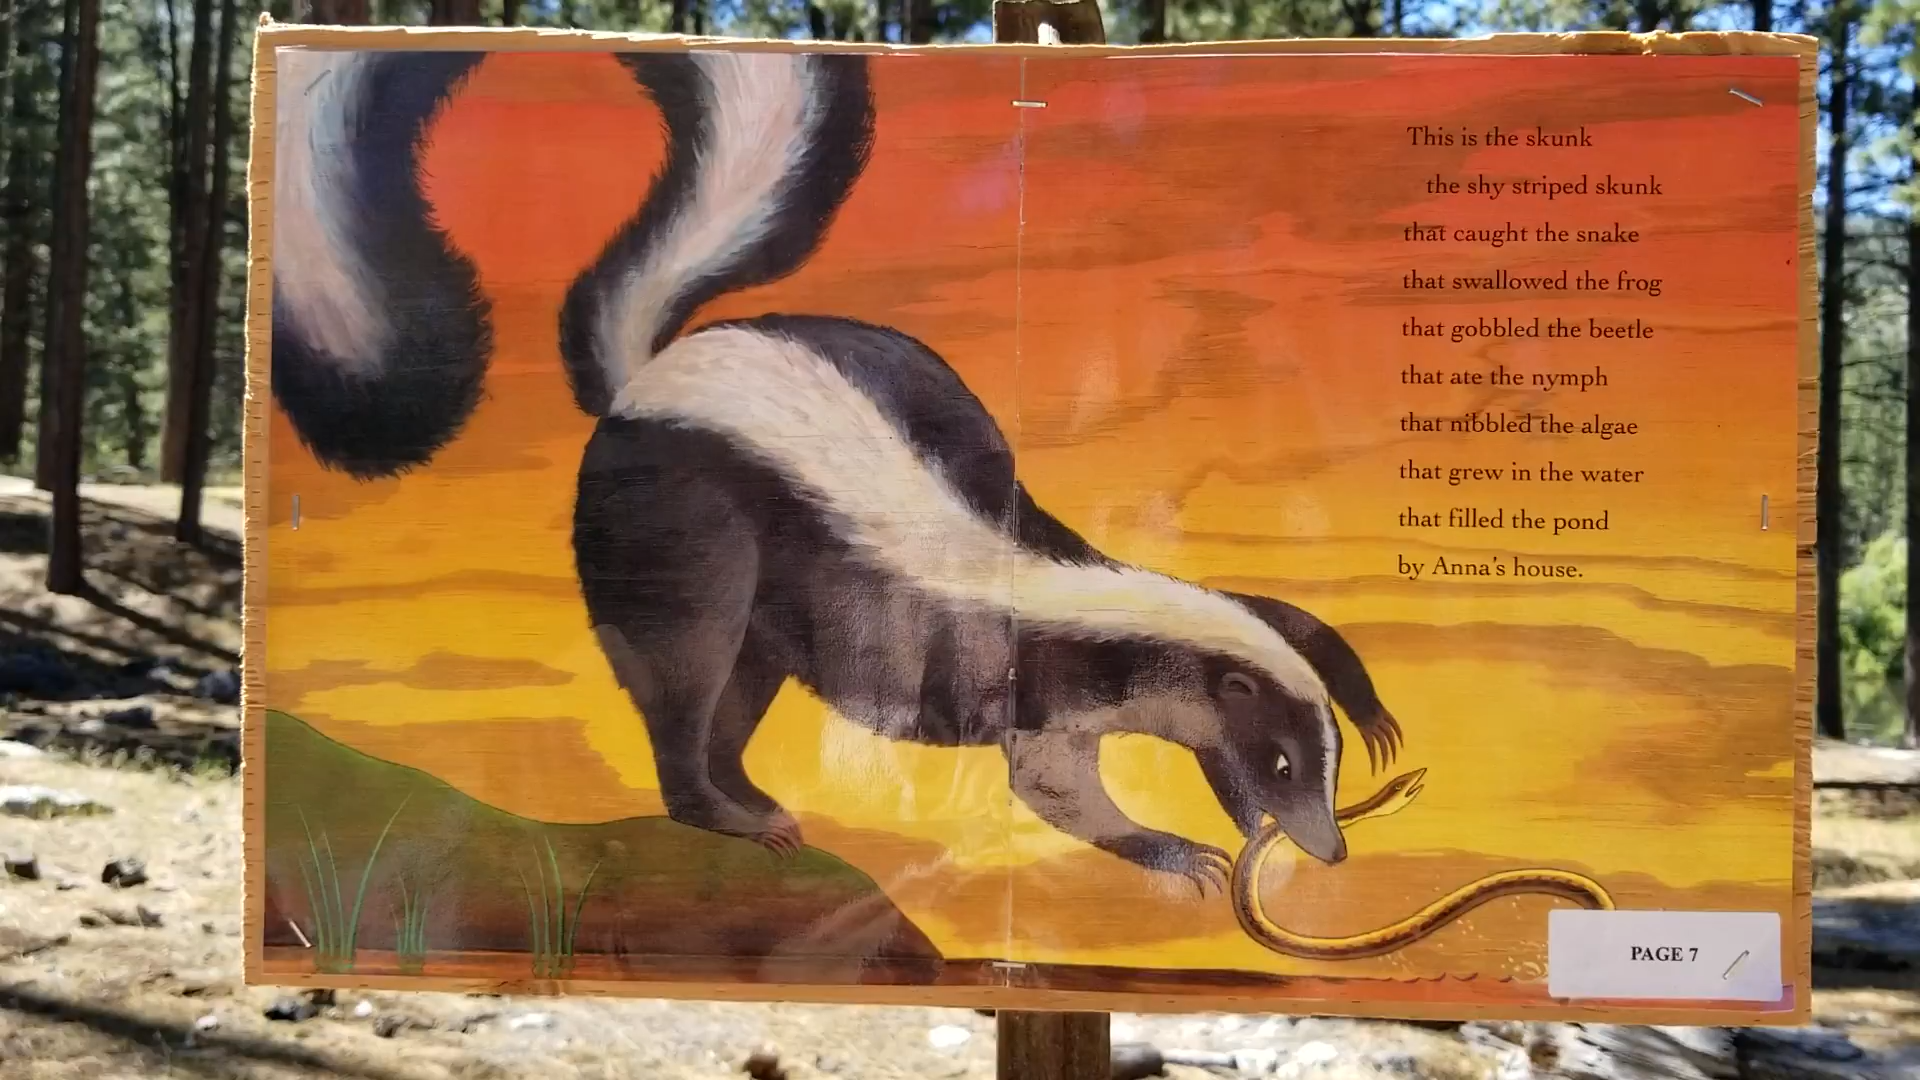 This is the skunk
the shy striped skunk
that caught the snake
that swallowed the frog
that gobbled the beetle
that ate the nymph
that nibbled the algae
that grew in the water
that filled the pond
by Anna's house.
PAGE 7